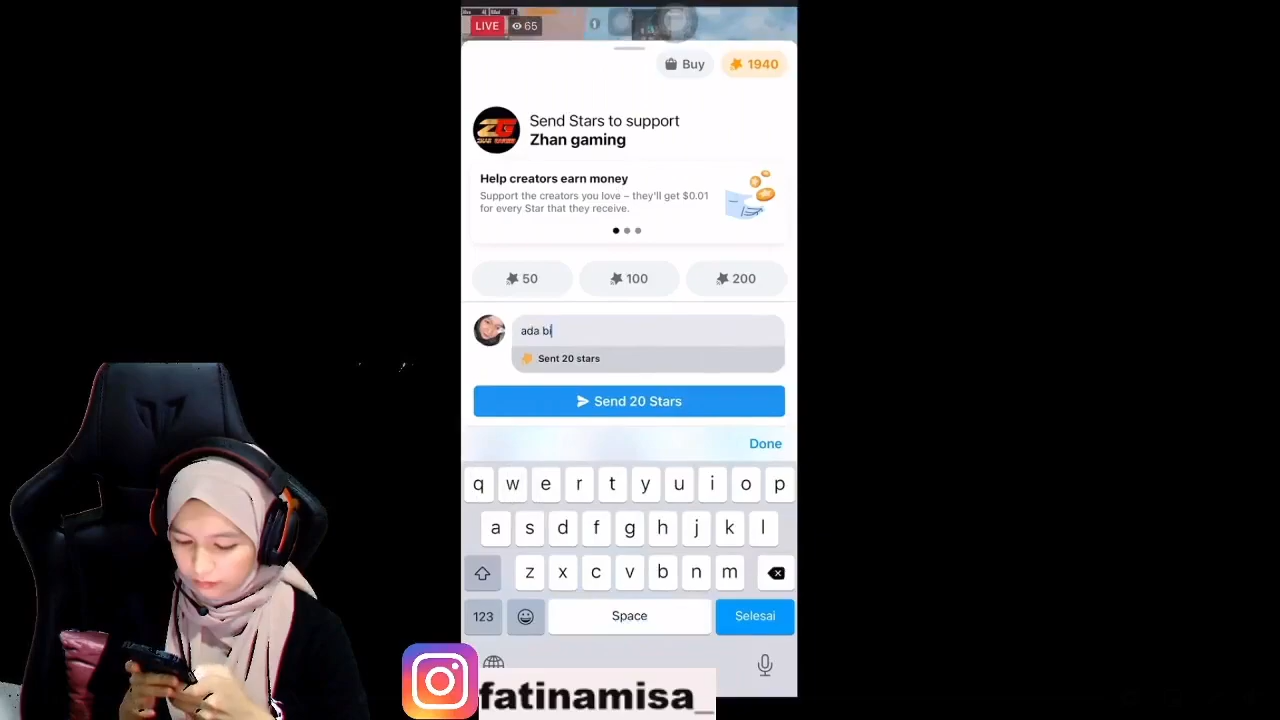 LIVE 65
Buy 1940
ZG
Send Stars to support
Zhan gaming
Help creators earn money
Support the creators you love – they'll get $0.01
for every Star that they receive.
50 100 200
ada bi
Sent 20 stars
Send 20 Stars
Done
q w e r t y u i o p
a s d f g h j k l
z x c v b n m
123 Space Selesai
fatinamisa_